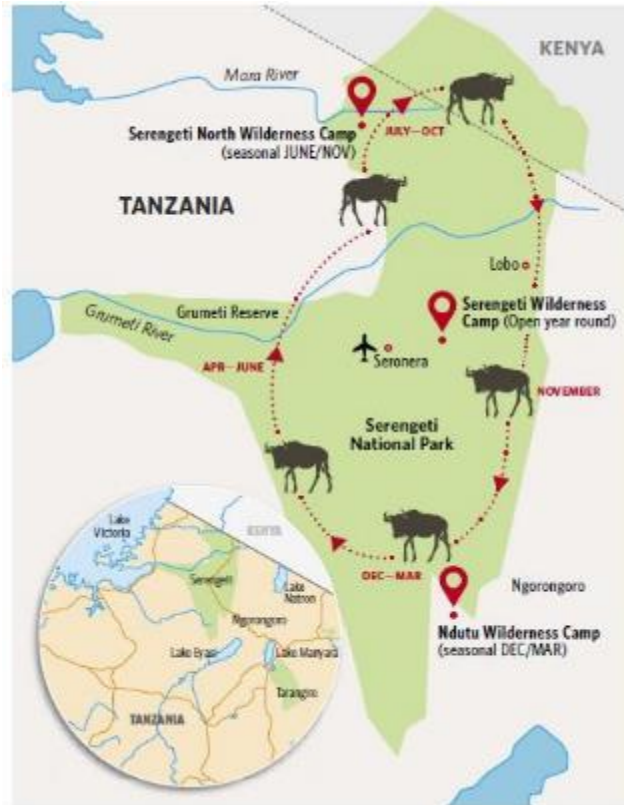 KENYA
Mara River
Serengeti North Wilderness Camp
(seasonal JUNE/NOV)
JULY—OCT
TANZANIA
Lobo
Grumeti Reserve
Grumeti River
Serengeti Wilderness
Camp (Open year round)
Seronera
APR—JUNE
NOVEMBER
Serengeti
National Park
DEC—MAR
Ngorongoro
Ndutu Wilderness Camp
(seasonal DEC/MAR)
Lake
Victoria
KENYA
Serengeti
Lake
Natron
Ngorongoro
Lake Eyasi
Lake Manyara
Tarangire
TANZANIA